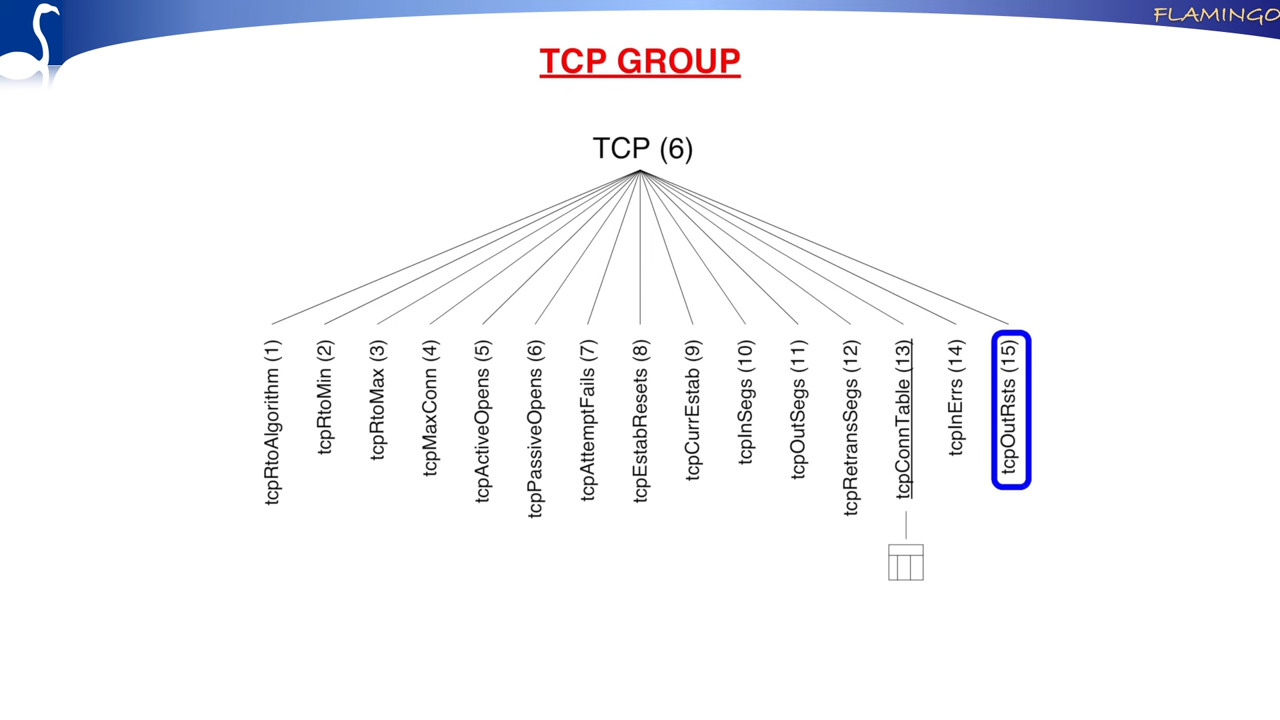 FLAMINGO
TCP GROUP
TCP (6)
tcpRtoAlgorithm (1)
tcpRtoMin (2)
tcpRtoMax (3)
tcpMaxConn (4)
tcpActiveOpens (5)
tcpPassiveOpens (6)
tcpAttemptFails (7)
tcpEstabResets (8)
tcpCurrEstab (9)
tcpInSegs (10)
tcpOutSegs (11)
tcpRetransSegs (12)
tcpConnTable (13)
tcpInErrs (14)
tcpOutRsts (15)